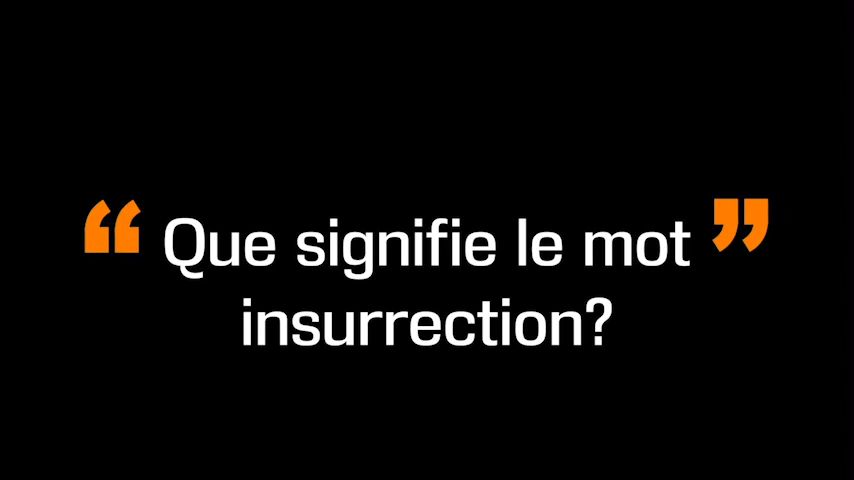 “ Que signifie le mot ”
insurrection?